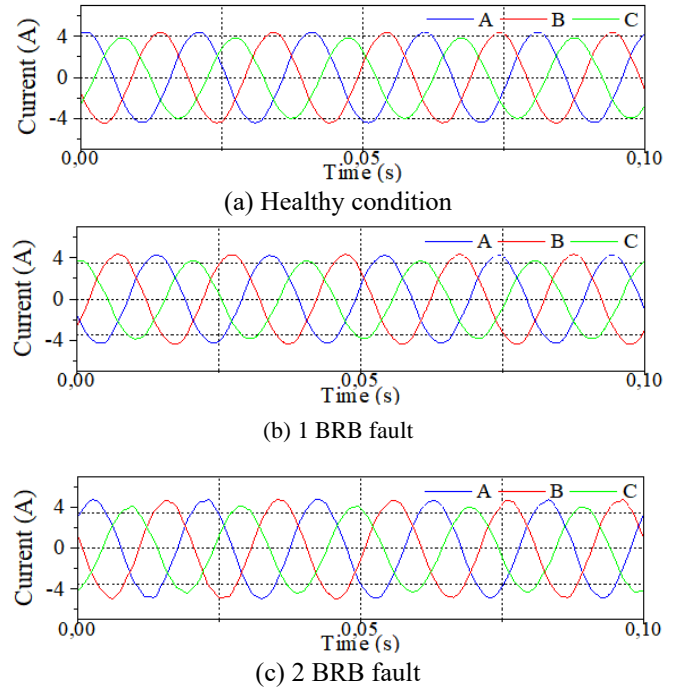 A B C
4
0
-4
Current (A)
0,00 0,05 0,10
Time (s)
(a) Healthy condition
A B C
4
0
-4
Current (A)
0,00 0,05 0,10
Time (s)
(b) 1 BRB fault
A B C
4
0
-4
Current (A)
0,00 0,05 0,10
Time (s)
(c) 2 BRB fault